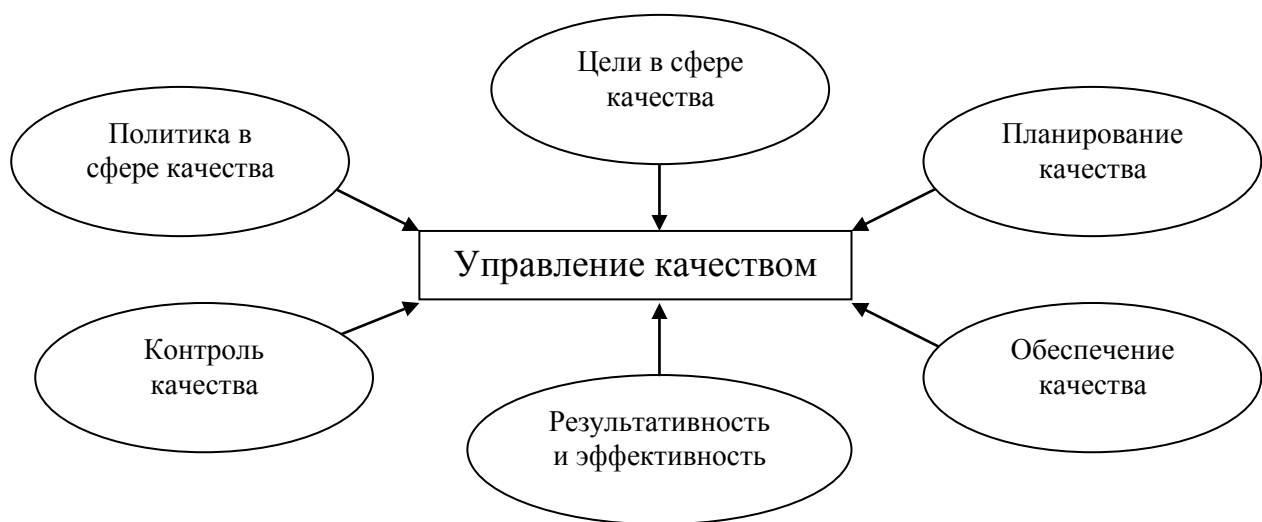 Цели в сфере
качества
Политика в
сфере качества
Планирование
качества
Управление качеством
Контроль
качества
Обеспечение
качества
Результативность
и эффективность